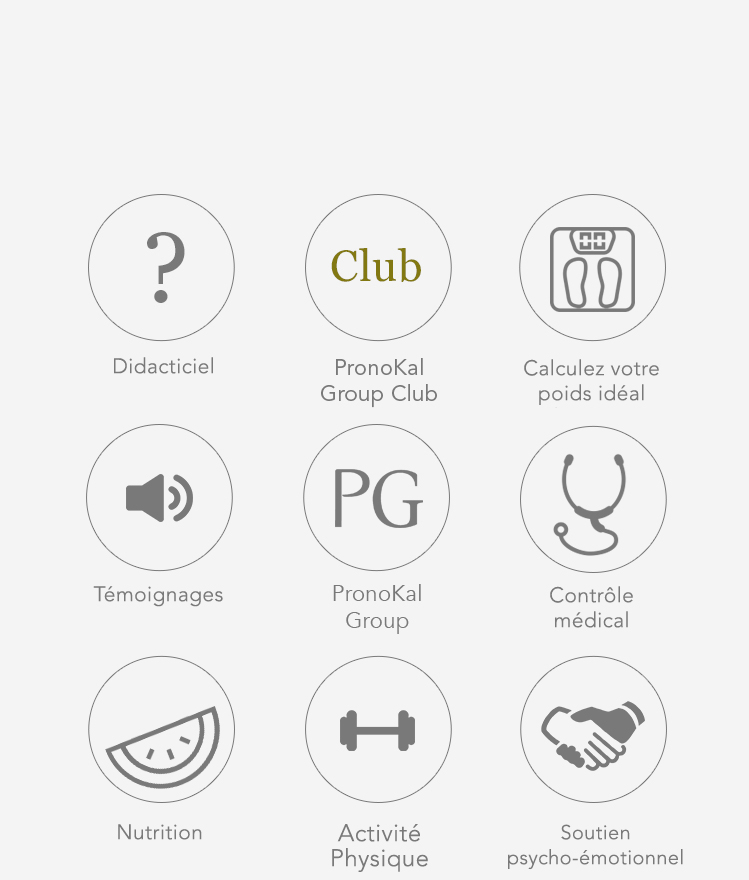 ?
Club
Didacticiel
PronoKal
Group Club
Calculez votre
poids idéal
PG
Témoignages
PronoKal
Group
Contrôle
médical
Nutrition
Activité
Physique
Soutien
psycho-émotionnel